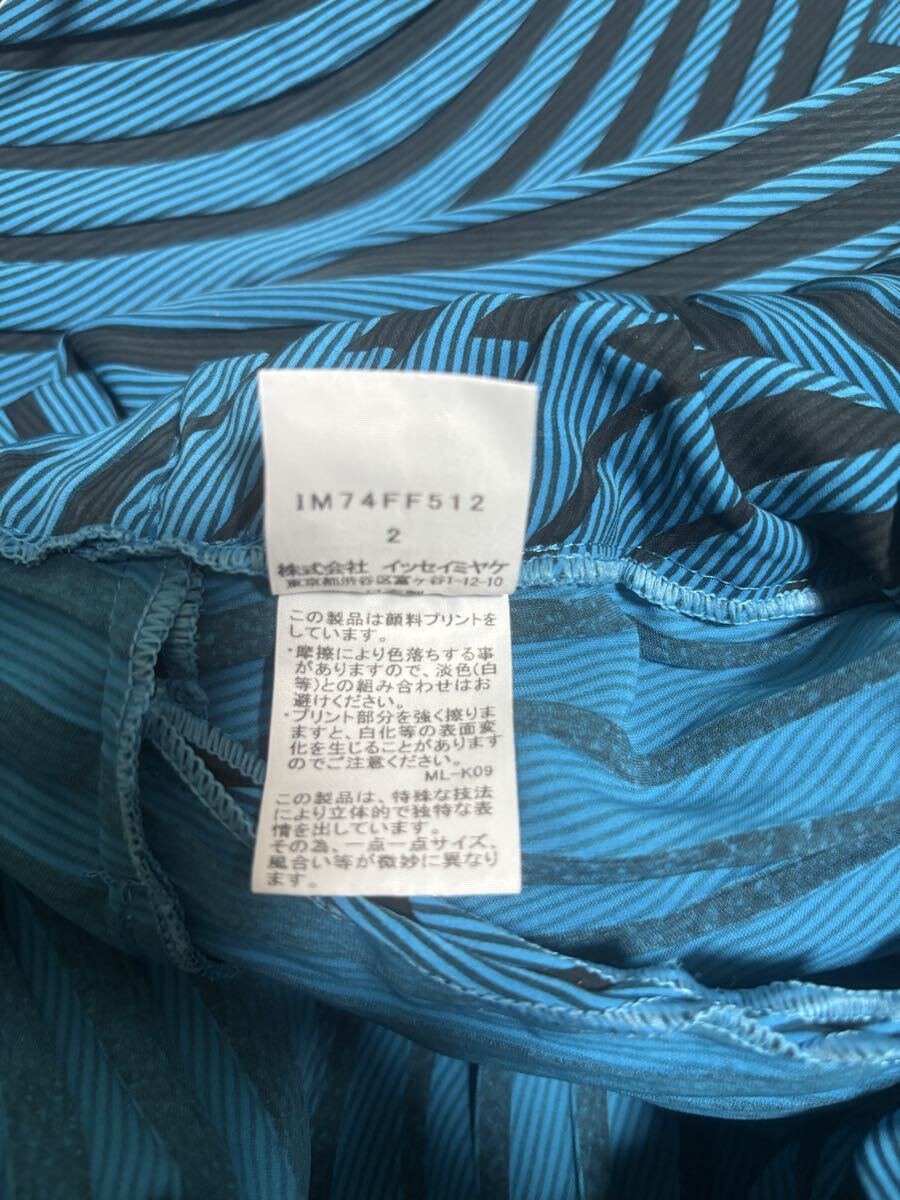 IM74FF512
2
株式会社 イッセイミヤケ
東京都渋谷区富ヶ谷1-12-10
この製品は顔料プリントを
しています。
*摩擦により色落ちする事
がありますので、淡色(白
等)との組み合わせはお
避けください。
*プリント部分を強く擦りま
ますと、白化等の表面変
化を生じることがあります
のでご注意ください。
ML-K09
この製品は、特殊な技法
により立体的で独特な表
情を出しています。
その為、一点一点サイズ、
風合い等が微妙に異なり
ます。